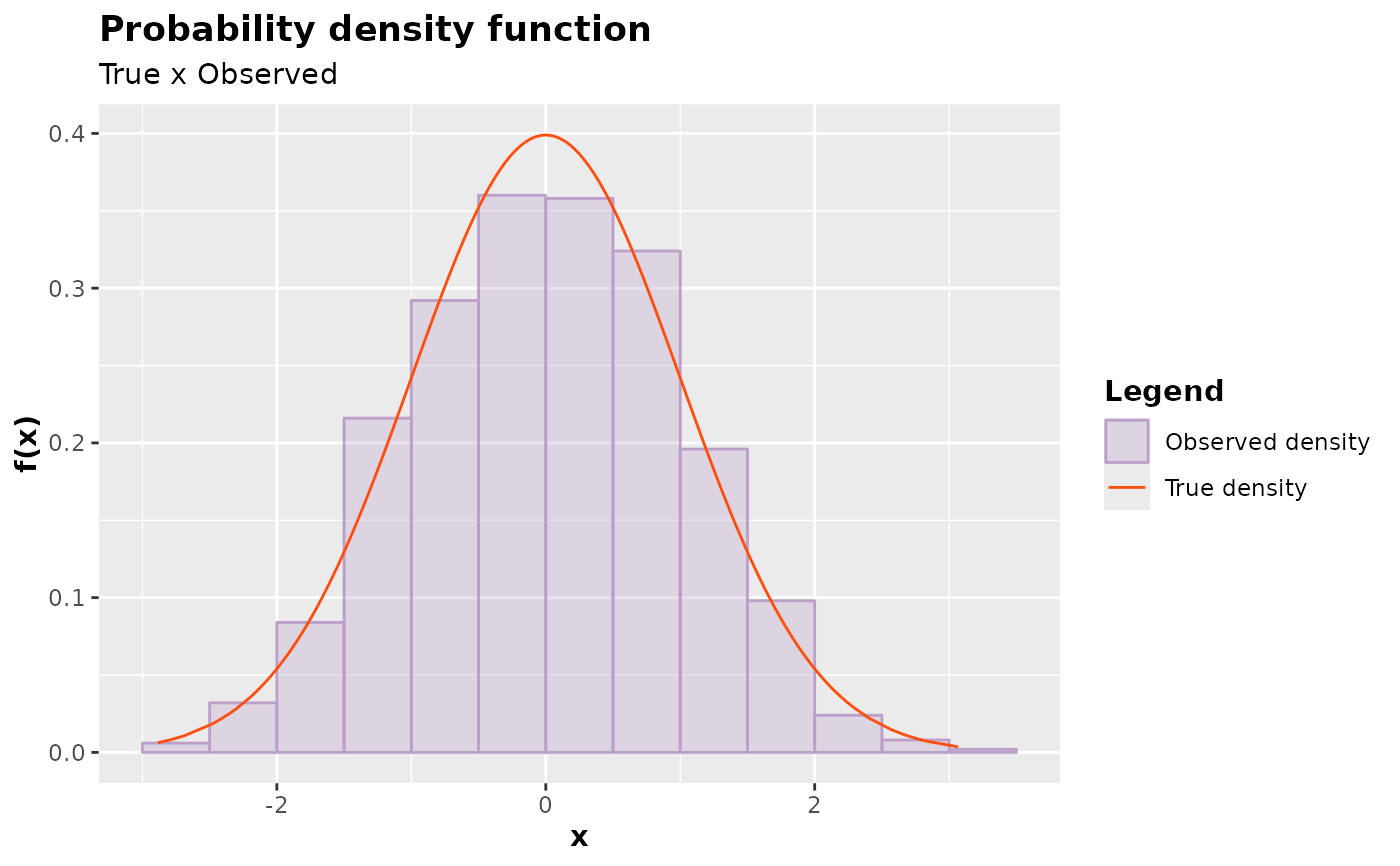 Probability density function
True x Observed
0.4
0.3
0.2
0.1
0.0
f(x)
-2
0
2
x
Legend
Observed density
True density